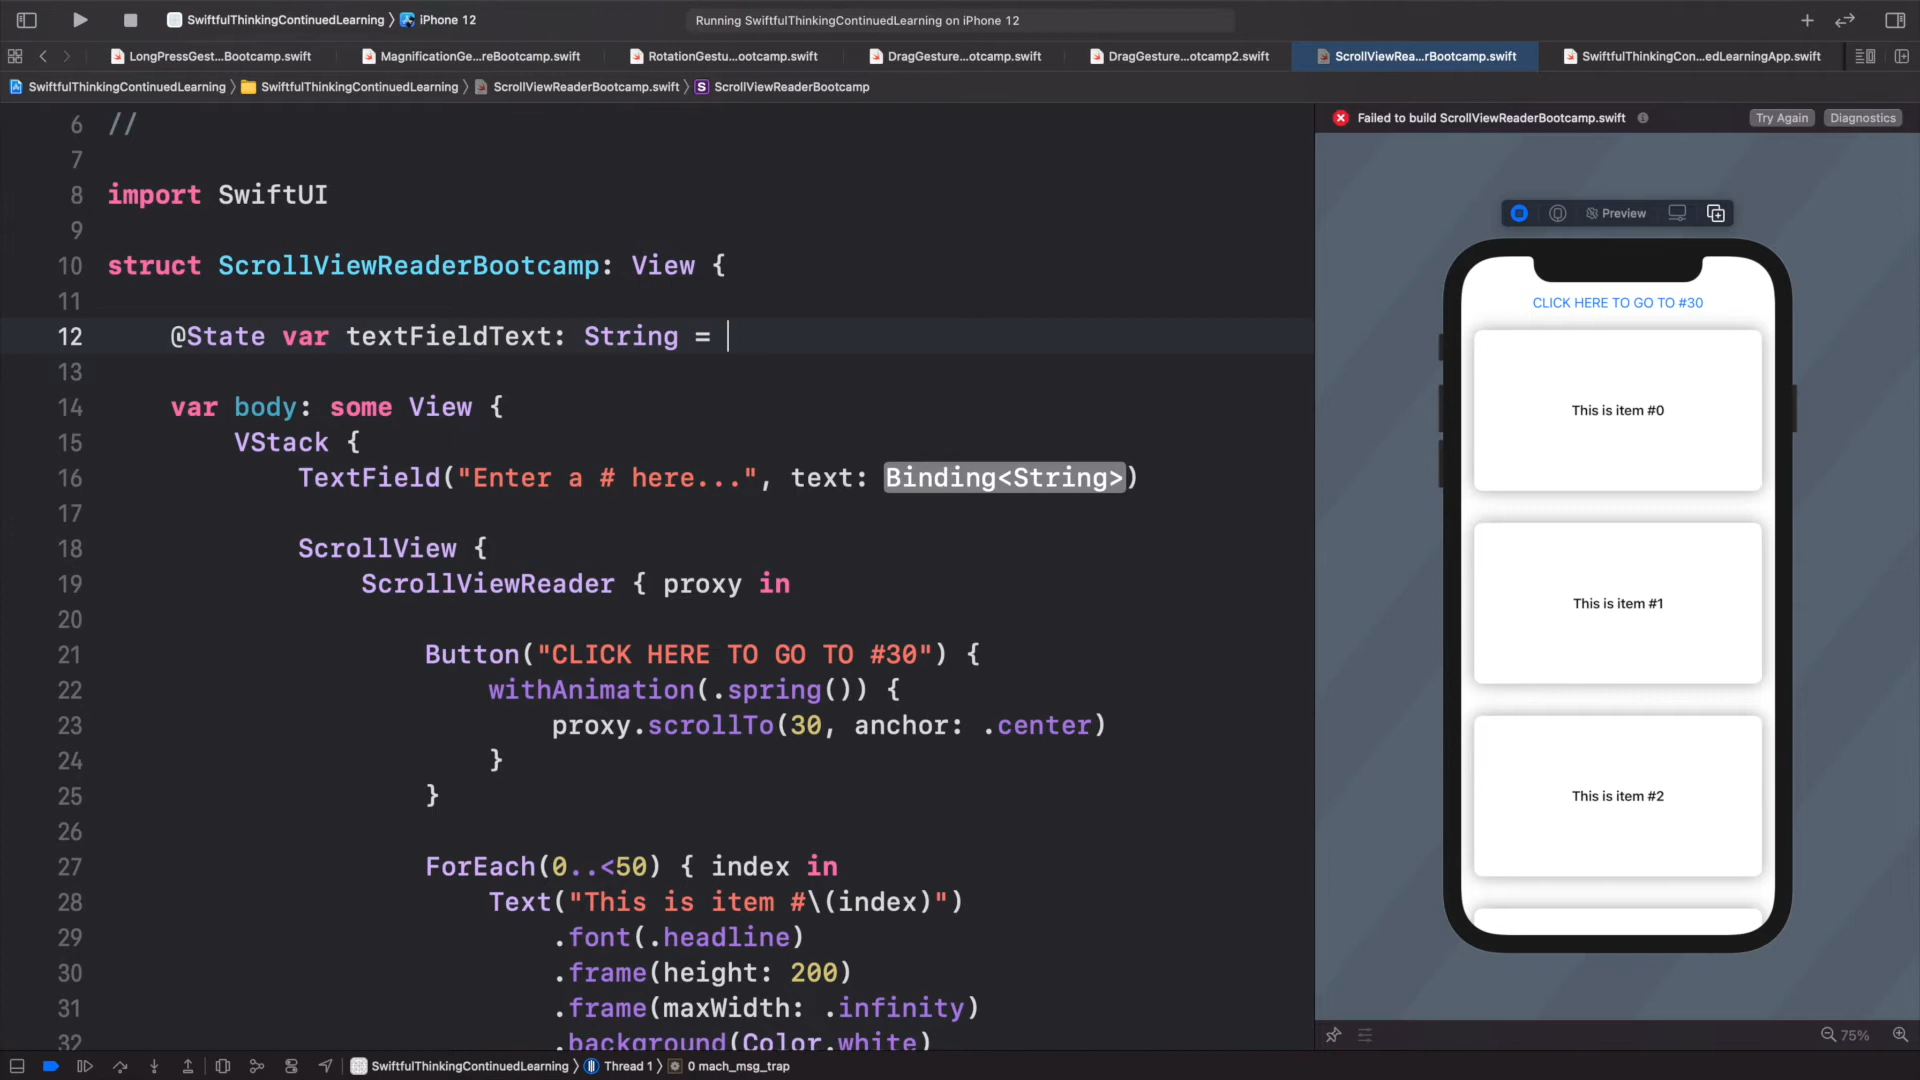 SwiftfulThinkingContinuedLearning 〉 iPhone 12
Running SwiftfulThinkingContinuedLearning on iPhone 12
LongPressGest...Bootcamp.swift
MagnificationGe...reBootcamp.swift
RotationGestu...ootcamp.swift
DragGesture...otcamp.swift
DragGesture...otcamp2.swift
ScrollViewRea...rBootcamp.swift
SwiftfulThinkingCon...edLearningApp.swift
SwiftfulThinkingContinuedLearning 〉 SwiftfulThinkingContinuedLearning 〉 ScrollViewReaderBootcamp.swift 〉 S ScrollViewReaderBootcamp
6 //
7
8 import SwiftUI
9
10 struct ScrollViewReaderBootcamp: View {
11
12 @State var textFieldText: String =
13
14 var body: some View {
15 VStack {
16 TextField("Enter a # here...", text: Binding<String>)
17
18 ScrollView {
19 ScrollViewReader { proxy in
20
21 Button("CLICK HERE TO GO TO #30") {
22 withAnimation(.spring()) {
23 proxy.scrollTo(30, anchor: .center)
24 }
25 }
26
27 ForEach(0..<50) { index in
28 Text("This is item #\(index)")
29 .font(.headline)
30 .frame(height: 200)
31 .frame(maxWidth: .infinity)
32 .background(Color.white)
Failed to build ScrollViewReaderBootcamp.swift
Try Again
Diagnostics
Preview
CLICK HERE TO GO TO #30
This is item #0
This is item #1
This is item #2
75%
SwiftfulThinkingContinuedLearning 〉 Thread 1 〉 0 mach_msg_trap